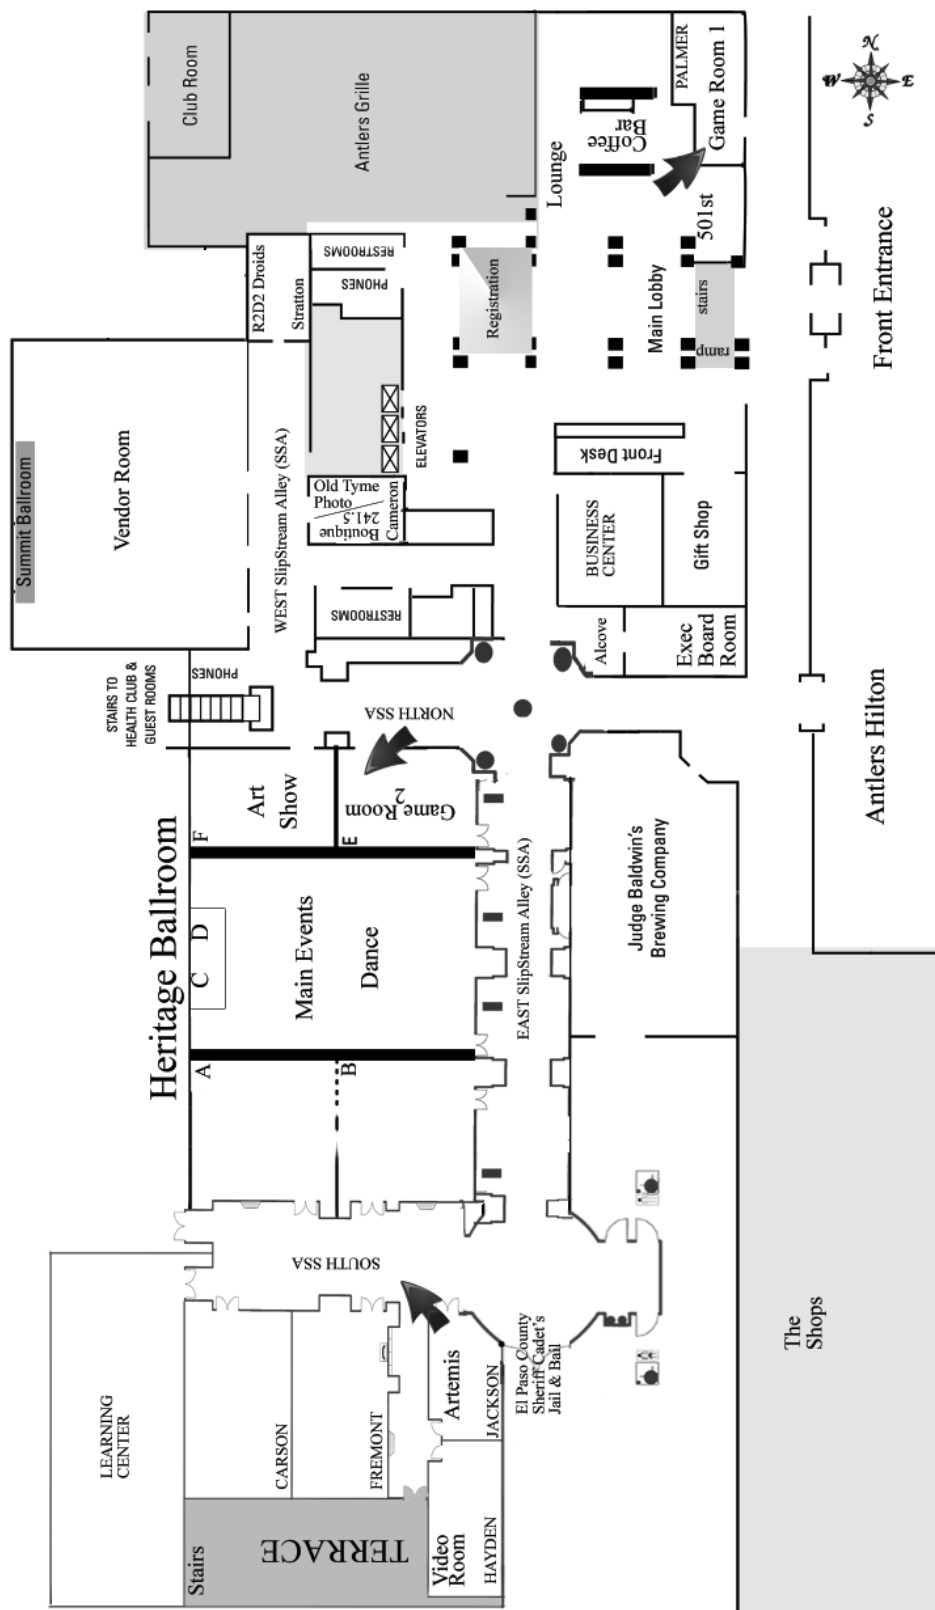 Club Room
Antlers Grille
PALMER
Game Room 1
Coffee
Bar
Lounge
501st
N
W
E
S
R2D2 Droids
Stratton
RESTROOMS
PHONES
Registration
Main Lobby
stairs
ramp
Front Entrance
Summit Ballroom
Vendor Room
WEST SlipStream Alley (SSA)
ELEVATORS
Old Tyme
Photo
241.5
Boutique
Cameron
Front Desk
BUSINESS
CENTER
Gift Shop
RESTROOMS
Alcove
Exec
Board
Room
STAIRS TO
HEALTH CLUB &
GUEST ROOMS
PHONES
NORTH SSA
Antlers Hilton
Heritage Ballroom
F
Art
Show
E
Game Room
2
C
D
Main Events
Dance
EAST SlipStream Alley (SSA)
Judge Baldwin's
Brewing Company
A
B
SOUTH SSA
The
Shops
LEARNING
CENTER
CARSON
FREMONT
Artemis
JACKSON
El Paso County
Sheriff Cadet's
Jail & Bail
Stairs
TERRACE
Video
Room
HAYDEN